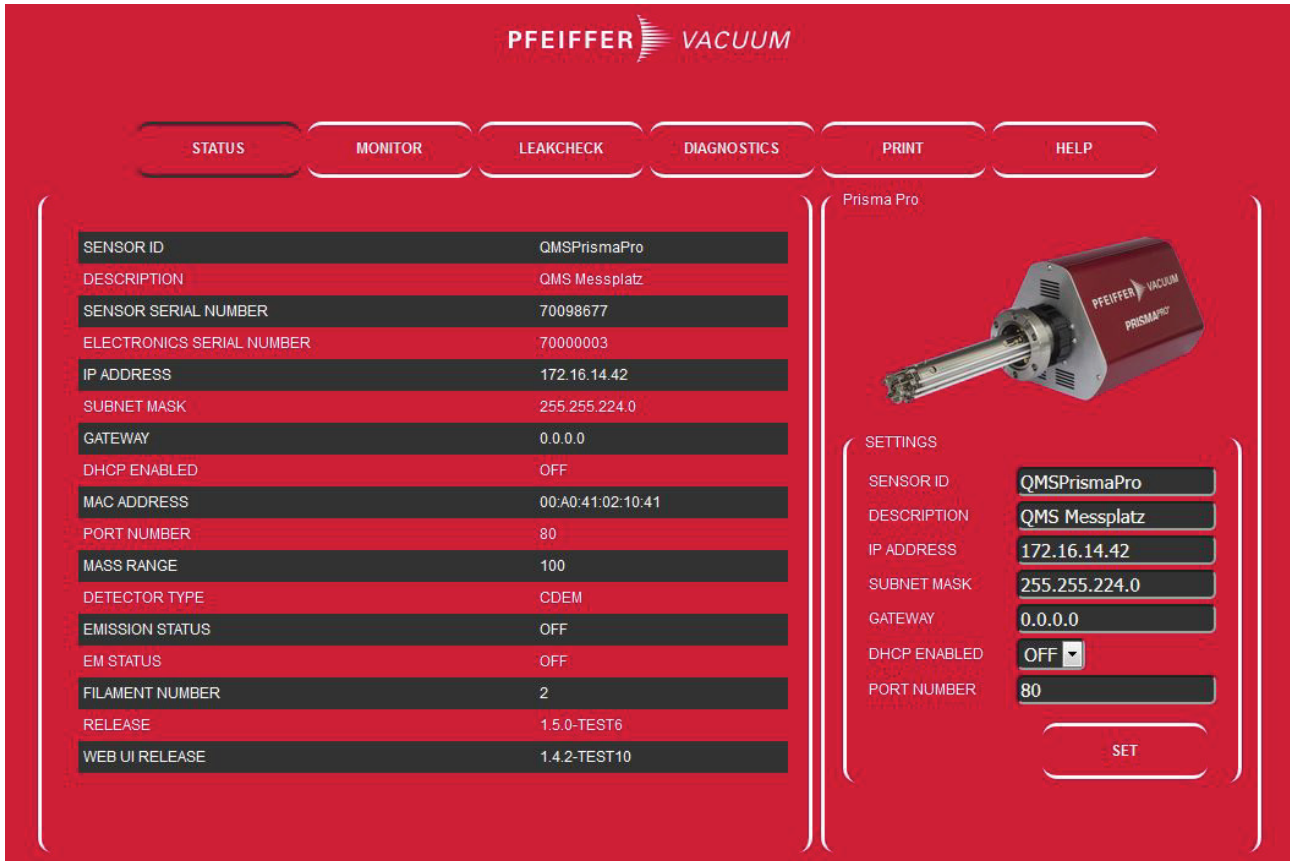 PFEIFFER VACUUM
STATUS MONITOR LEAKCHECK DIAGNOSTICS PRINT HELP
SENSOR ID QMSPrismaPro
DESCRIPTION QMS Messplatz
SENSOR SERIAL NUMBER 70098677
ELECTRONICS SERIAL NUMBER 70000003
IP ADDRESS 172.16.14.42
SUBNET MASK 255.255.224.0
GATEWAY 0.0.0.0
DHCP ENABLED OFF
MAC ADDRESS 00:A0:41:02:10:41
PORT NUMBER 80
MASS RANGE 100
DETECTOR TYPE CDEM
EMISSION STATUS OFF
EM STATUS OFF
FILAMENT NUMBER 2
RELEASE 1.5.0-TEST6
WEB UI RELEASE 1.4.2-TEST10
Prisma Pro
PFEIFFER VACUUM
PRISMAPRO
SETTINGS
SENSOR ID QMSPrismaPro
DESCRIPTION QMS Messplatz
IP ADDRESS 172.16.14.42
SUBNET MASK 255.255.224.0
GATEWAY 0.0.0.0
DHCP ENABLED OFF
PORT NUMBER 80
SET